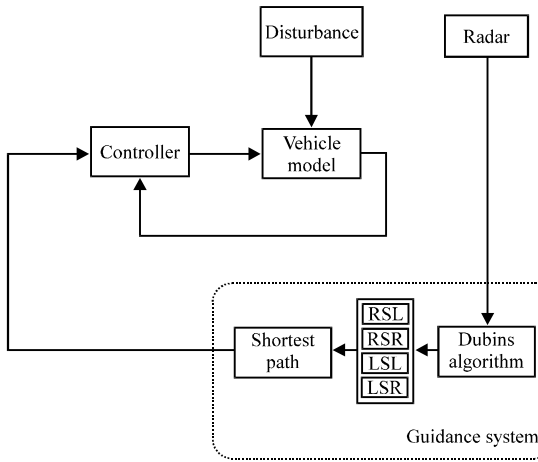 Disturbance
Radar
Controller
Vehicle
model
RSL
RSR
LSL
LSR
Shortest
path
Dubins
algorithm
Guidance system